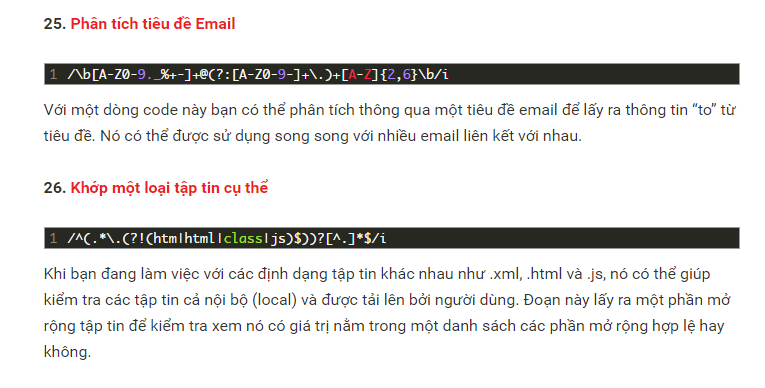 25. Phân tích tiêu đề Email
1 /\b[A-Z0-9._%+-]+@(?:[A-Z0-9-]+\.)+[A-Z]{2,6}\b/i
Với một dòng code này bạn có thể phân tích thông qua một tiêu đề email để lấy ra thông tin “to” từ
tiêu đề. Nó có thể được sử dụng song song với nhiều email liên kết với nhau.
26. Khớp một loại tập tin cụ thể
1 /^(.*\.(?!(htm|html|class|js)$))?[^.]*$/i
Khi bạn đang làm việc với các định dạng tập tin khác nhau như .xml, .html và .js, nó có thể giúp
kiểm tra các tập tin cả nội bộ (local) và được tải lên bởi người dùng. Đoạn này lấy ra một phần mở
rộng tập tin để kiểm tra xem nó có giá trị nằm trong một danh sách các phần mở rộng hợp lệ hay
không.